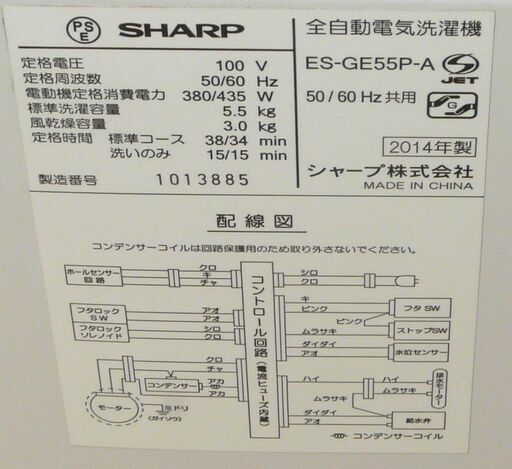 PS
E
SHARP
全自動電気洗濯機
定格電圧 100 V
定格周波数 50/60 Hz
電動機定格消費電力 380/435 W
標準洗濯容量 5.5 kg
風乾燥容量 3.0 kg
定格時間 標準コース 38/34 min
洗いのみ 15/15 min
製造番号 1013885
ES-GE55P-A
JET
50/60 Hz 共用
G
2014年製
シャープ株式会社
MADE IN CHINA
配線図
コンデンサーコイルは回路保護用のため取り外さないでください。
ホールセンサー
回路
クロ
キ
チャ
フタロック
SW
アオ
アオ
フタロック
ソレノイド
シロ
クロ
クロ
チャ
コンデンサー
アカ
アカ
モーター
ミドリ
(ガイソウ)
コントロール回路
(電流ヒューズ内蔵)
シロ
クロ
キ
ピンク
フタSW
ピンク
ムラサキ
ストップSW
ダイダイ
アオ
水位センサー
ハイ
ハイ
ムラサキ
ムラサキ
排水モーター
ダイダイ
アオ
給水弁
コンデンサーコイル